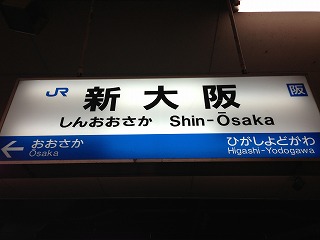 JR 新大阪 阪
しんおおさか Shin-Ōsaka
← おおさか ひがしよどがわ
Ōsaka Higashi-Yodogawa